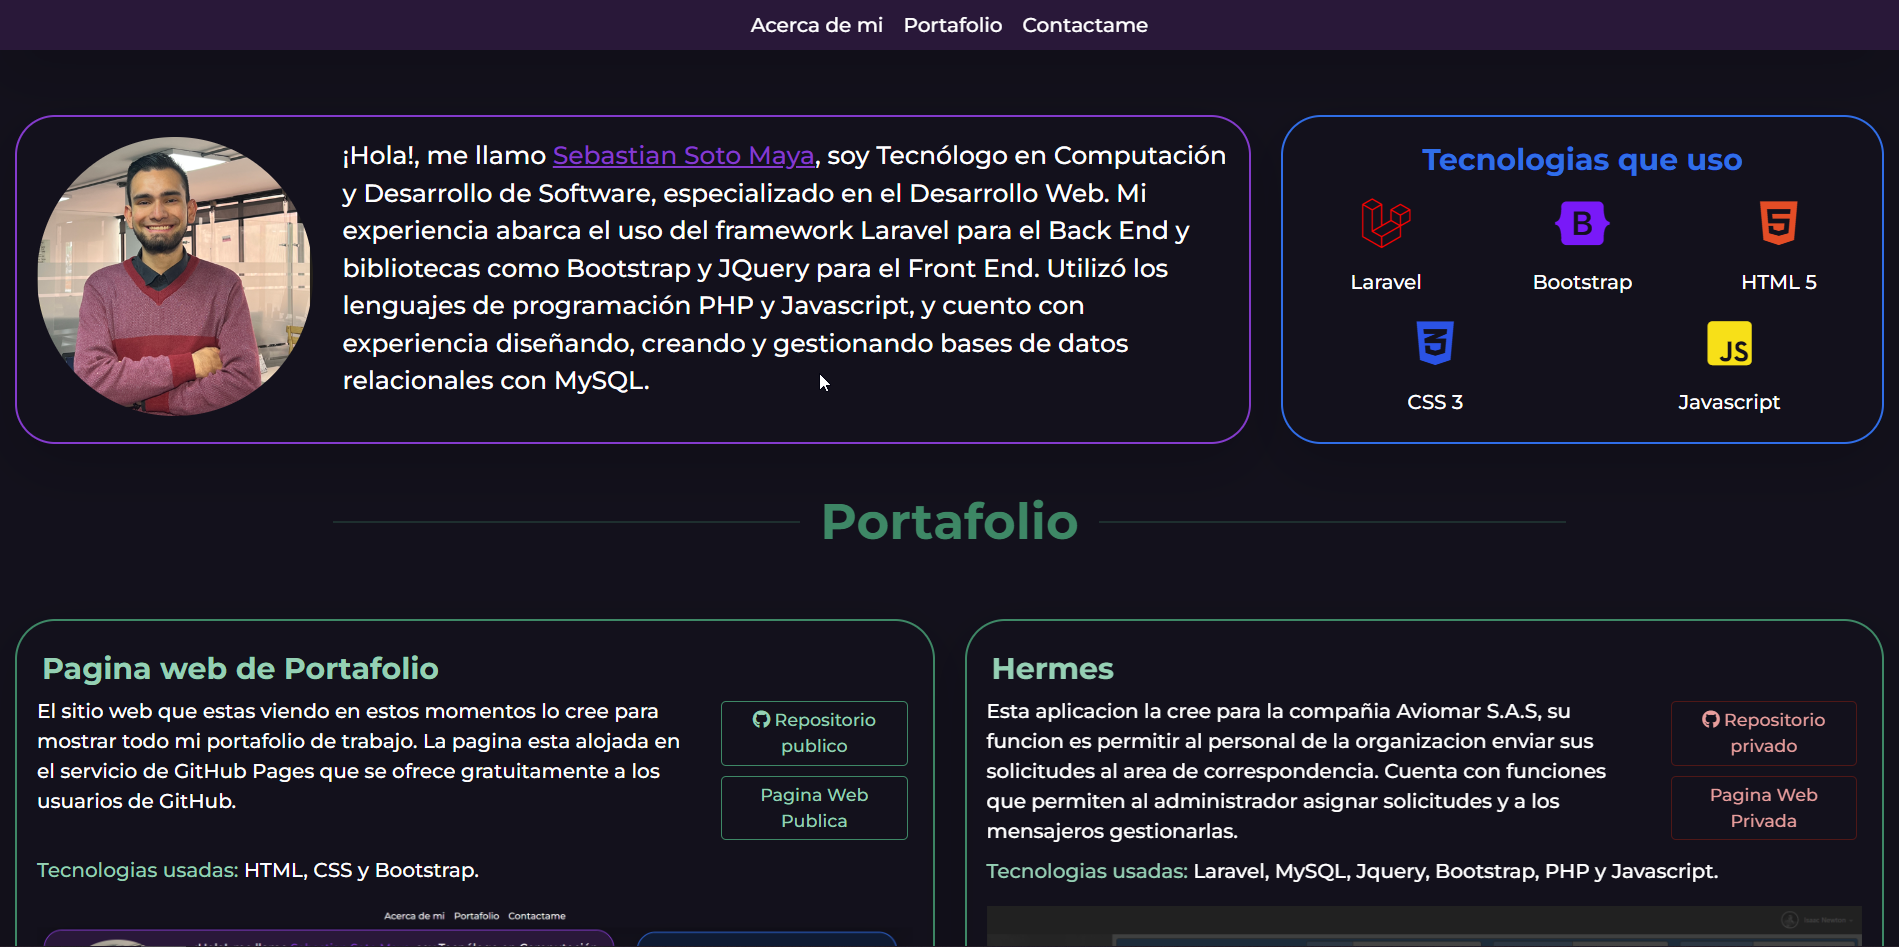 Acerca de mi Portafolio Contactame
¡Hola!, me llamo Sebastian Soto Maya, soy Tecnólogo en Computación
y Desarrollo de Software, especializado en el Desarrollo Web. Mi
experiencia abarca el uso del framework Laravel para el Back End y
bibliotecas como Bootstrap y JQuery para el Front End. Utilizó los
lenguajes de programación PHP y Javascript, y cuento con
experiencia diseñando, creando y gestionando bases de datos
relacionales con MySQL.
Tecnologias que uso
B
5
Laravel Bootstrap HTML 5
3
JS
CSS 3 Javascript
Portafolio
Pagina web de Portafolio
El sitio web que estas viendo en estos momentos lo cree para
mostrar todo mi portafolio de trabajo. La pagina esta alojada en
el servicio de GitHub Pages que se ofrece gratuitamente a los
usuarios de GitHub.
Repositorio
publico
Pagina Web
Publica
Tecnologias usadas: HTML, CSS y Bootstrap.
Acerca de mi Portafolio Contactame
Hermes
Esta aplicacion la cree para la compañia Aviomar S.A.S, su
funcion es permitir al personal de la organizacion enviar sus
solicitudes al area de correspondencia. Cuenta con funciones
que permiten al administrador asignar solicitudes y a los
mensajeros gestionarlas.
Repositorio
privado
Pagina Web
Privada
Tecnologias usadas: Laravel, MySQL, Jquery, Bootstrap, PHP y Javascript.
Isaac Newton